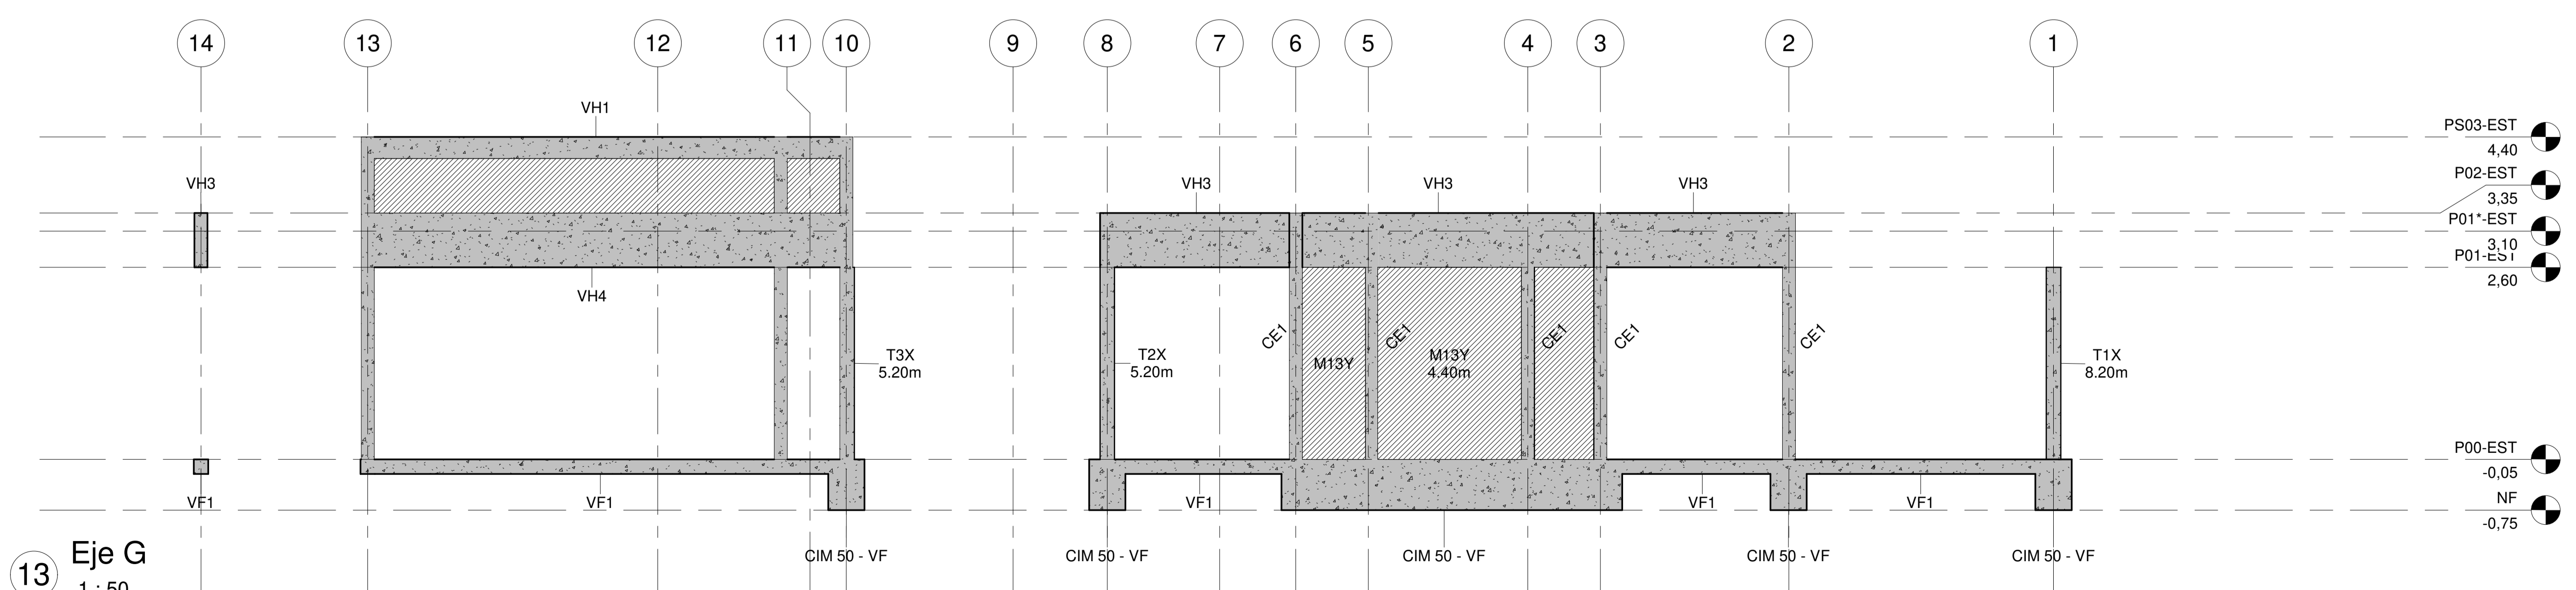 14 13 12 11 10 9 8 7 6 5 4 3 2 1
VH1
PS03-EST
4,40
P02-EST
3,35
VH3 VH3 VH3 VH3
P01*-EST
3,10
P01-EST
2,60
VH4
CE1 CE1 CE1 CE1 CE1
T3X
5.20m
T2X
5.20m
M13Y
M13Y
4.40m
T1X
8.20m
P00-EST
-0,05
VF1 VF1 VF1 VF1 VF1
NF
-0,75
CIM 50 - VF CIM 50 - VF CIM 50 - VF CIM 50 - VF CIM 50 - VF
13 Eje G
1 : 50